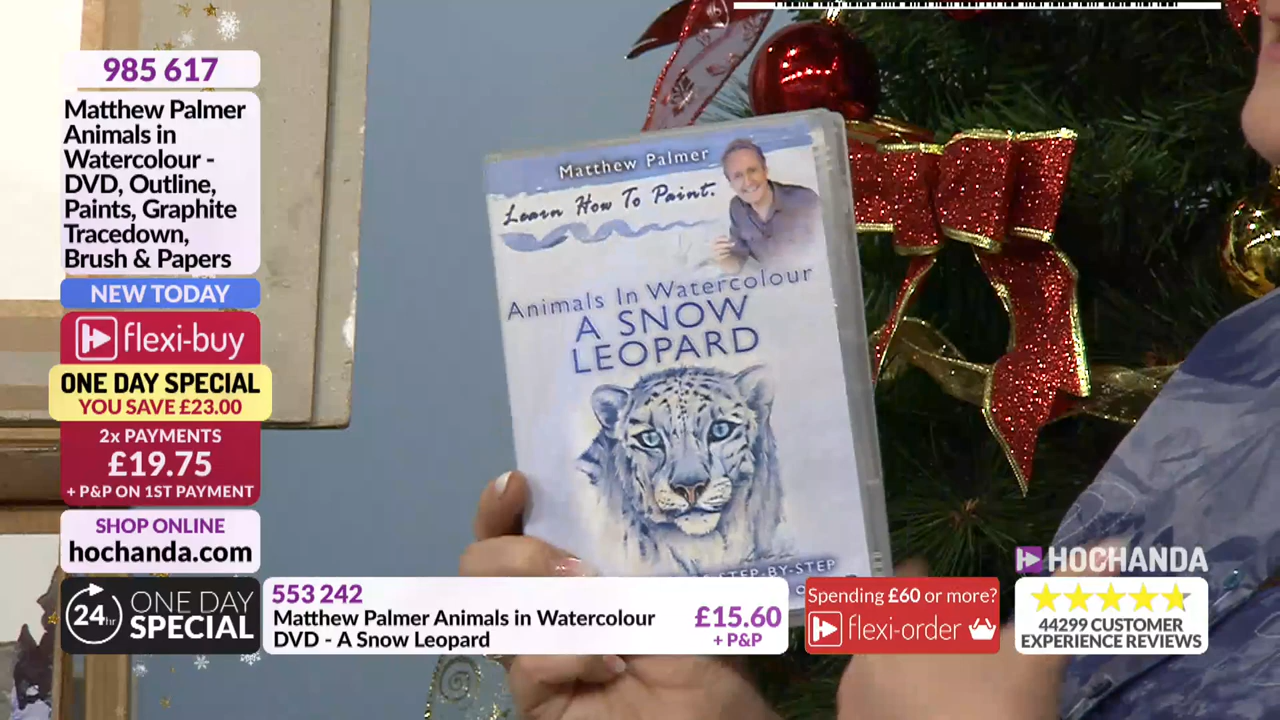 985 617
Matthew Palmer
Animals in
Watercolour -
DVD, Outline,
Paints, Graphite
Tracedown,
Brush & Papers
NEW TODAY
flexi-buy
ONE DAY SPECIAL
YOU SAVE £23.00
2x PAYMENTS
£19.75
+ P&P ON 1ST PAYMENT
SHOP ONLINE
hochanda.com
24hr
ONE DAY
SPECIAL
Matthew Palmer
Learn How To Paint.
Animals In Watercolour
A SNOW
LEOPARD
STEP-BY-STEP
553 242
Matthew Palmer Animals in Watercolour
DVD - A Snow Leopard
£15.60
+ P&P
Spending £60 or more?
flexi-order
HOCHANDA
44299 CUSTOMER
EXPERIENCE REVIEWS